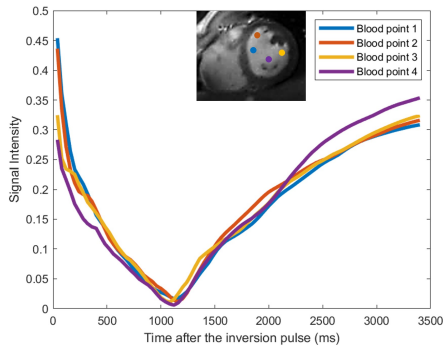 Blood point 1
Blood point 2
Blood point 3
Blood point 4
Signal Intensity
0.5
0.45
0.4
0.35
0.3
0.25
0.2
0.15
0.1
0.05
0
0 500 1000 1500 2000 2500 3000 3500
Time after the inversion pulse (ms)